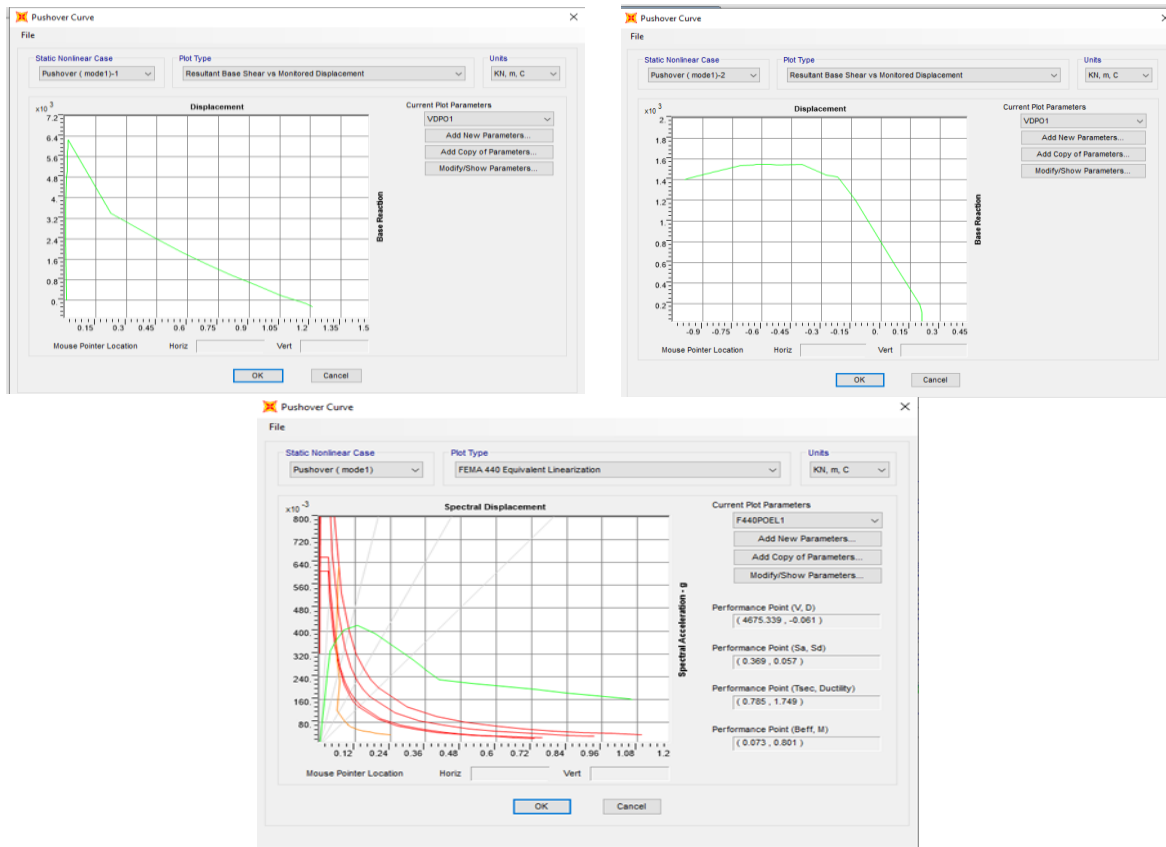 Pushover Curve
File
Static Nonlinear Case
Plot Type
Units
Pushover ( mode1)-1
Resultant Base Shear vs Monitored Displacement
KN, m, C
Displacement
x10 3
7.2
6.4
5.6
4.8
4.
3.2
2.4
1.6
0.8
0.
0.15 0.3 0.45 0.6 0.75 0.9 1.05 1.2 1.35 1.5
Base Reaction
Current Plot Parameters
VDPO1
Add New Parameters...
Add Copy of Parameters...
Modify/Show Parameters...
Mouse Pointer Location Horiz Vert
OK Cancel
Pushover Curve
File
Static Nonlinear Case
Plot Type
Units
Pushover ( mode1)-2
Resultant Base Shear vs Monitored Displacement
KN, m, C
Displacement
x10 3
2.
1.8
1.6
1.4
1.2
1.
0.8
0.6
0.4
0.2
-0.9 -0.75 -0.6 -0.45 -0.3 -0.15 0. 0.15 0.3 0.45
Base Reaction
Current Plot Parameters
VDPO1
Add New Parameters...
Add Copy of Parameters...
Modify/Show Parameters...
Mouse Pointer Location Horiz Vert
OK Cancel
Pushover Curve
File
Static Nonlinear Case
Plot Type
Units
Pushover ( mode1)
FEMA 440 Equivalent Linearization
KN, m, C
Spectral Displacement
x10 -3
800.
720.
640.
560.
480.
400.
320.
240.
160.
80.
0.12 0.24 0.36 0.48 0.6 0.72 0.84 0.96 1.08 1.2
Spectral Acceleration - g
Current Plot Parameters
F440POEL1
Add New Parameters...
Add Copy of Parameters...
Modify/Show Parameters...
Performance Point (V, D)
( 4675.339 , -0.061 )
Performance Point (Sa, Sd)
( 0.369 , 0.057 )
Performance Point (Tsec, Ductility)
( 0.785 , 1.749 )
Performance Point (Beff, M)
( 0.073 , 0.801 )
Mouse Pointer Location Horiz Vert
OK Cancel